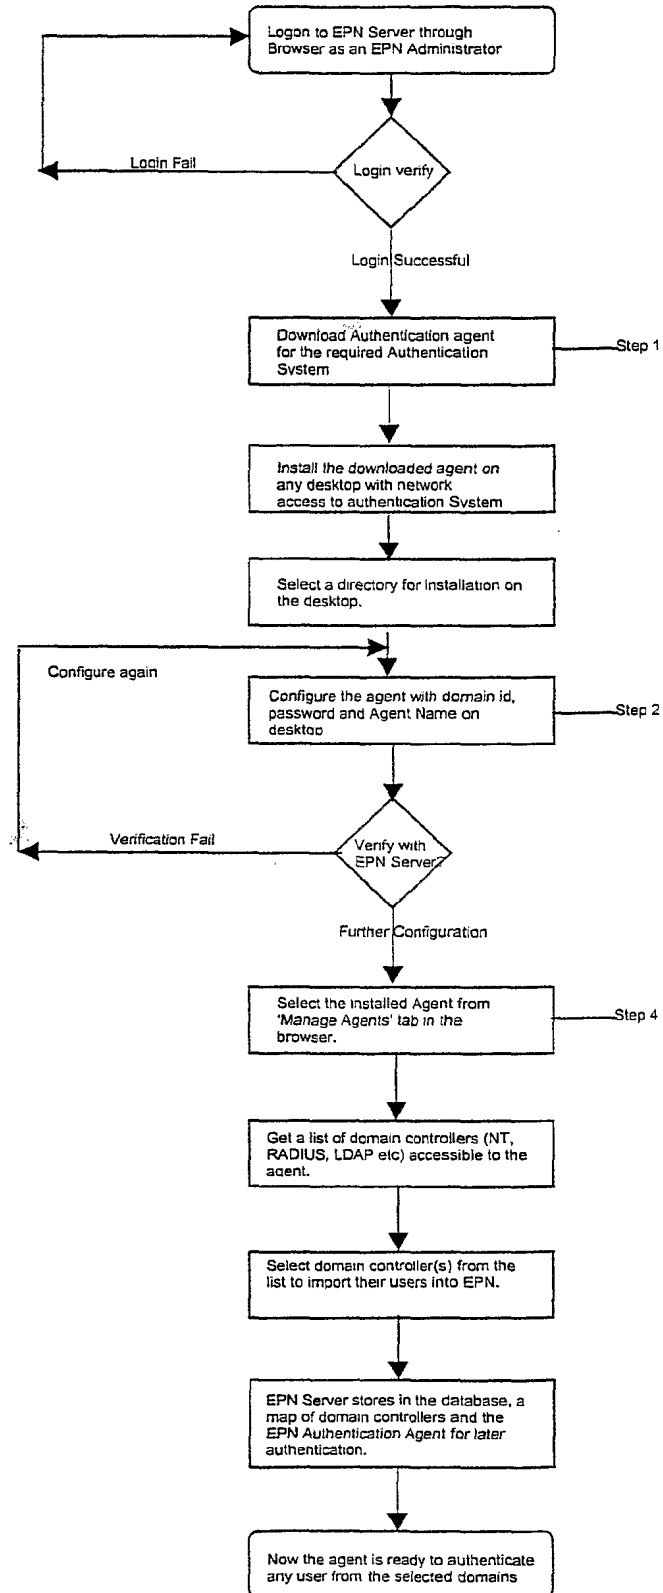 Logon to EPN Server through
Browser as an EPN Administrator
Login Fail
Login verify
Login Successful
Download Authentication agent
for the required Authentication
System
Step 1
Install the downloaded agent on
any desktop with network
access to authentication System
Select a directory for installation on
the desktop.
Configure again
Configure the agent with domain id,
password and Agent Name on
desktop
Step 2
Verification Fail
Verify with
EPN Server?
Further Configuration
Select the installed Agent from
'Manage Agents' tab in the
browser.
Step 4
Get a list of domain controllers (NT,
RADIUS, LDAP etc) accessible to the
agent.
Select domain controller(s) from the
list to import their users into EPN.
EPN Server stores in the database, a
map of domain controllers and the
EPN Authentication Agent for later
authentication.
Now the agent is ready to authenticate
any user from the selected domains